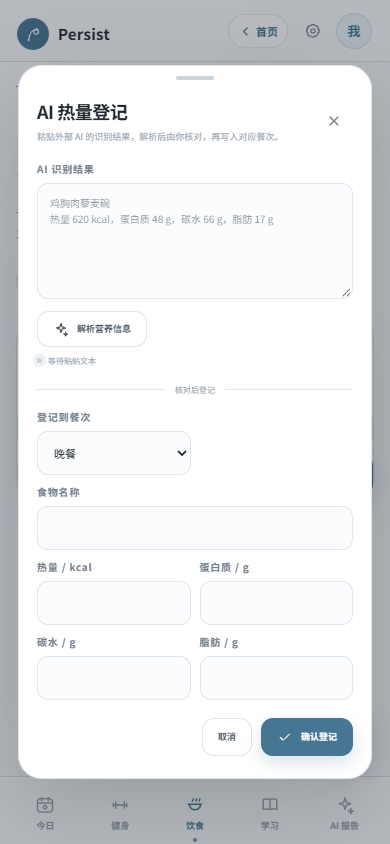 Persist
首页
我
AI 热量登记
粘贴外部 AI 的识别结果，解析后由你核对，再写入对应餐次。
AI 识别结果
鸡胸肉藜麦碗
热量 620 kcal，蛋白质 48 g，碳水 66 g，脂肪 17 g
解析营养信息
等待粘贴文本
核对后登记
登记到餐次
晚餐
食物名称
热量 / kcal
蛋白质 / g
碳水 / g
脂肪 / g
取消
确认登记
今日
健身
饮食
学习
AI 报告